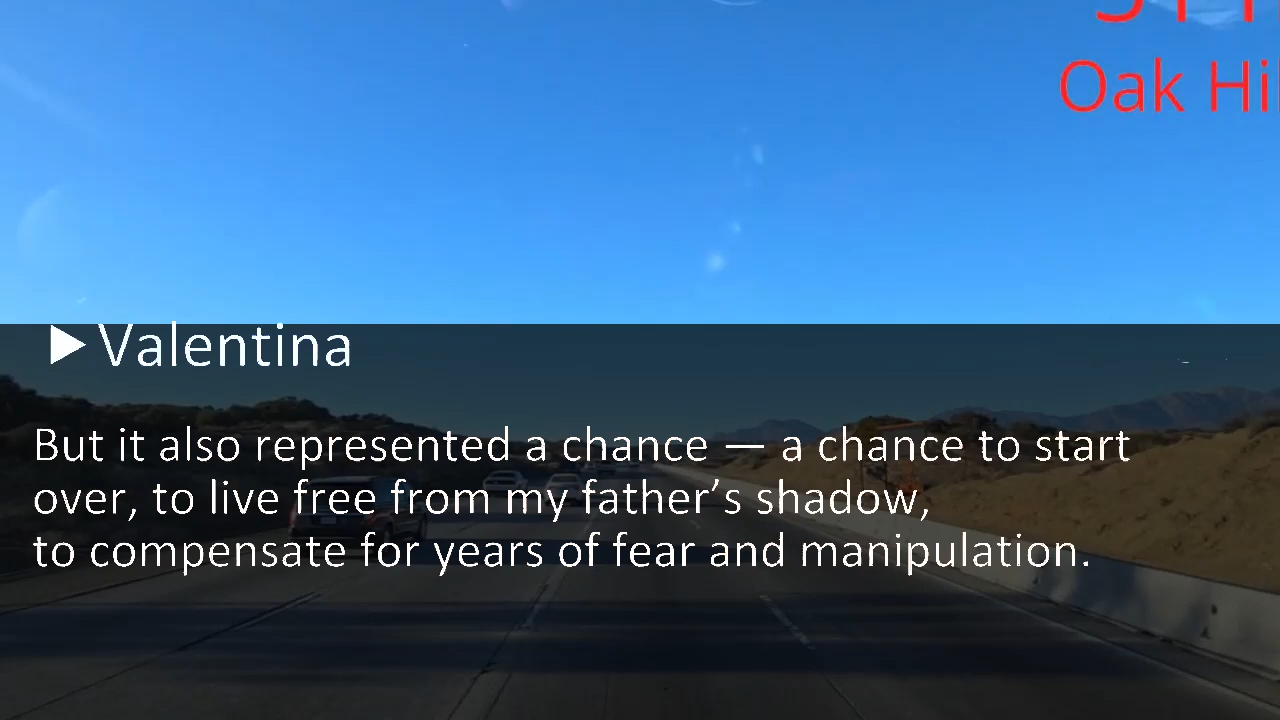 Oak
Valentina
But it also represented a chance — a chance to start
over, to live free from my father’s shadow,
to compensate for years of fear and manipulation.